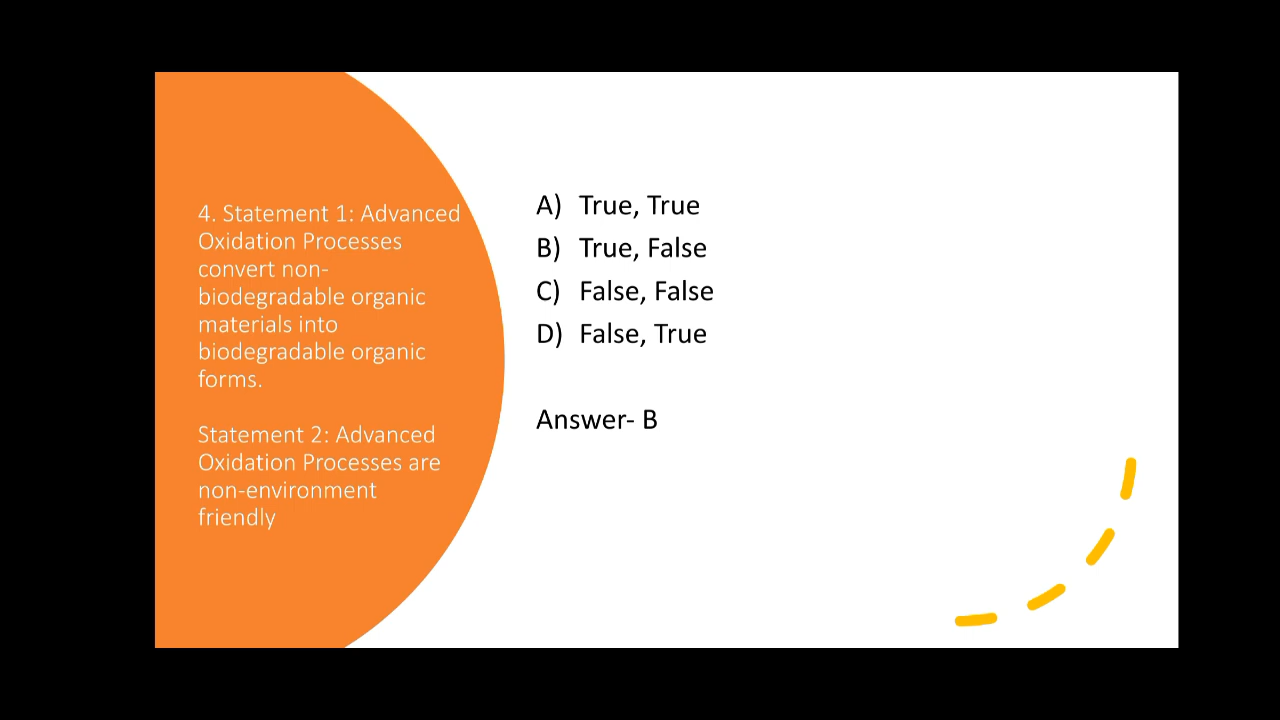 4. Statement 1: Advanced
Oxidation Processes
convert non-
biodegradable organic
materials into
biodegradable organic
forms.
Statement 2: Advanced
Oxidation Processes are
non-environment
friendly
A) True, True
B) True, False
C) False, False
D) False, True
Answer- B